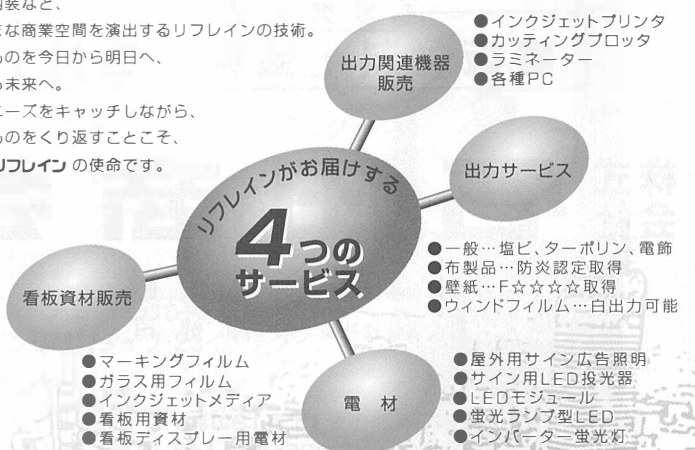 内装など、
な商業空間を演出するリフレインの技術。
ものを今日から明日へ、
未来へ。
ニーズをキャッチしながら、
ものをくり返すことこそ、
リフレイン の使命です。
出力関連機器
販売
●インクジェットプリンタ
●カッティングプロッタ
●ラミネーター
●各種PC
出力サービス
●一般…塩ビ、ターポリン、電飾
●布製品…防炎認定取得
●壁紙…F☆☆☆☆取得
●ウィンドフィルム…白出力可能
リフレインがお届けする
4つの
サービス
看板資材販売
●マーキングフィルム
●ガラス用フィルム
●インクジェットメディア
●看板用資材
●看板ディスプレー用電材
電 材
●屋外用サイン広告照明
●サイン用LED投光器
●LEDモジュール
●蛍光ランプ型LED
●インバーター蛍光灯